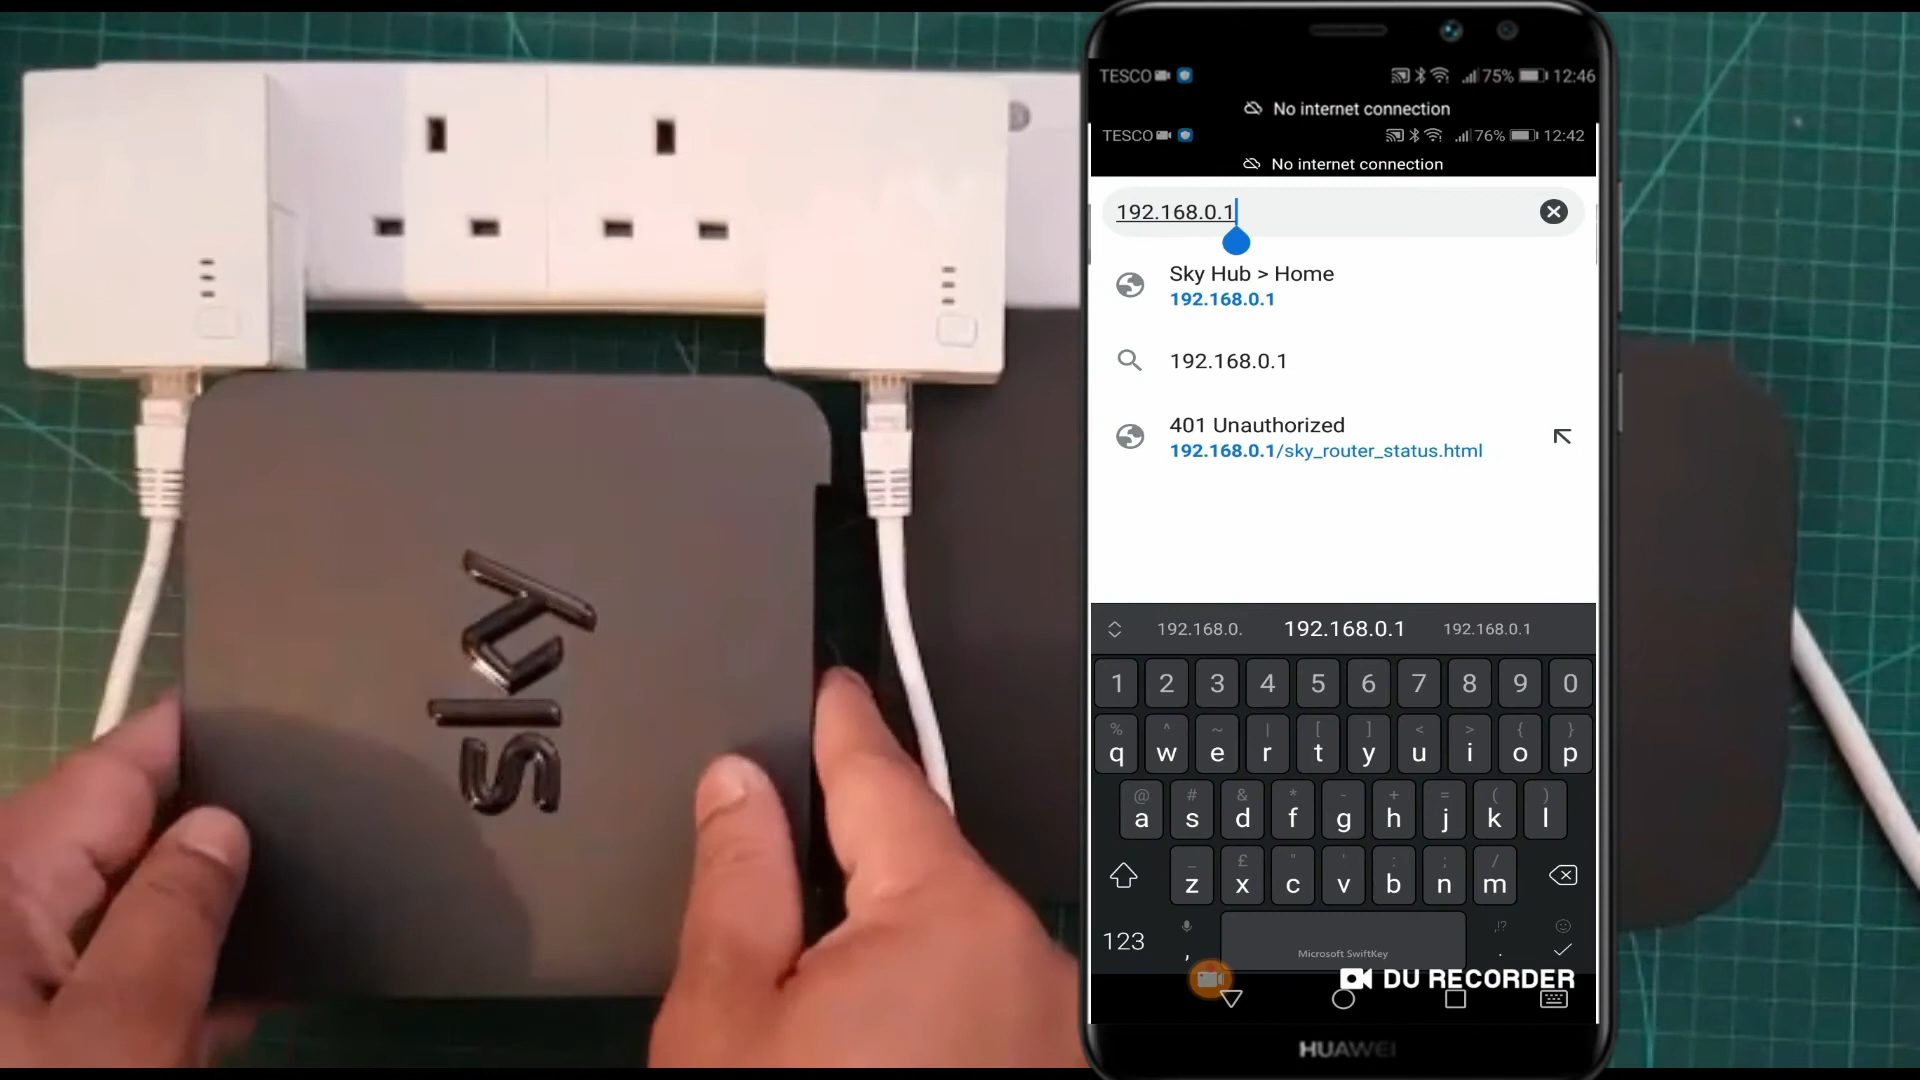 sky
TESCO 75% 12:46
No internet connection
TESCO 76% 12:42
No internet connection
192.168.0.1
Sky Hub > Home
192.168.0.1
192.168.0.1
401 Unauthorized
192.168.0.1/sky_router_status.html
192.168.0. 192.168.0.1 192.168.0.1
1 2 3 4 5 6 7 8 9 0
% ^ ~ | [ ] < > { }
q w e r t y u i o p
@ # & * - + = ( )
a s d f g h j k l
_ £ " ' : ; /
z x c v b n m
123 , Microsoft SwiftKey ,!? .
DU RECORDER
HUAWEI